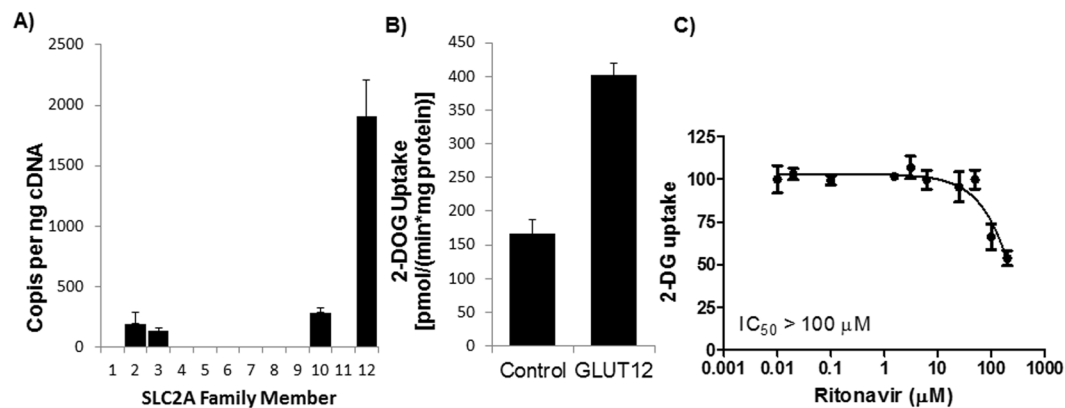 A)
Copis per ng cDNA
2500
2000
1500
1000
500
0
1 2 3 4 5 6 7 8 9 10 11 12
SLC2A Family Member
B)
2-DOG Uptake
[pmol/(min*mg protein)]
450
400
350
300
250
200
150
100
50
0
Control GLUT12
C)
2-DG uptake
125
100
75
50
25
0
IC50 > 100 μM
0.001 0.01 0.1 1 10 100 1000
Ritonavir (μM)